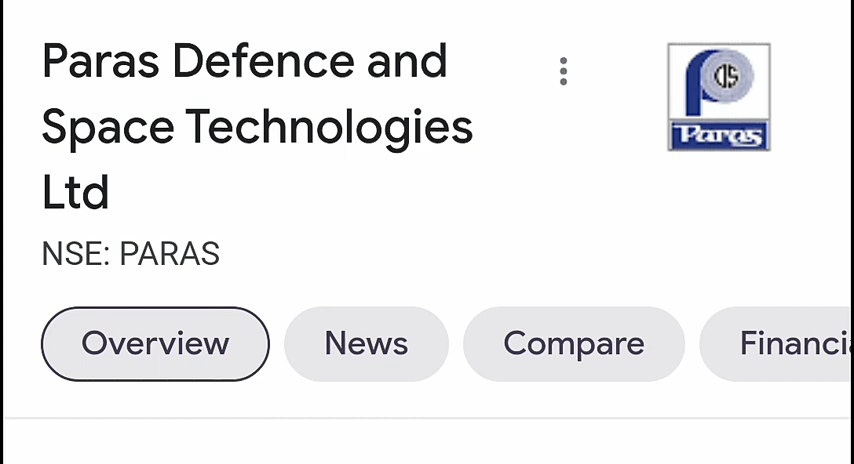 Paras Defence and
Space Technologies
Ltd
Paras
NSE: PARAS
Overview
News
Compare